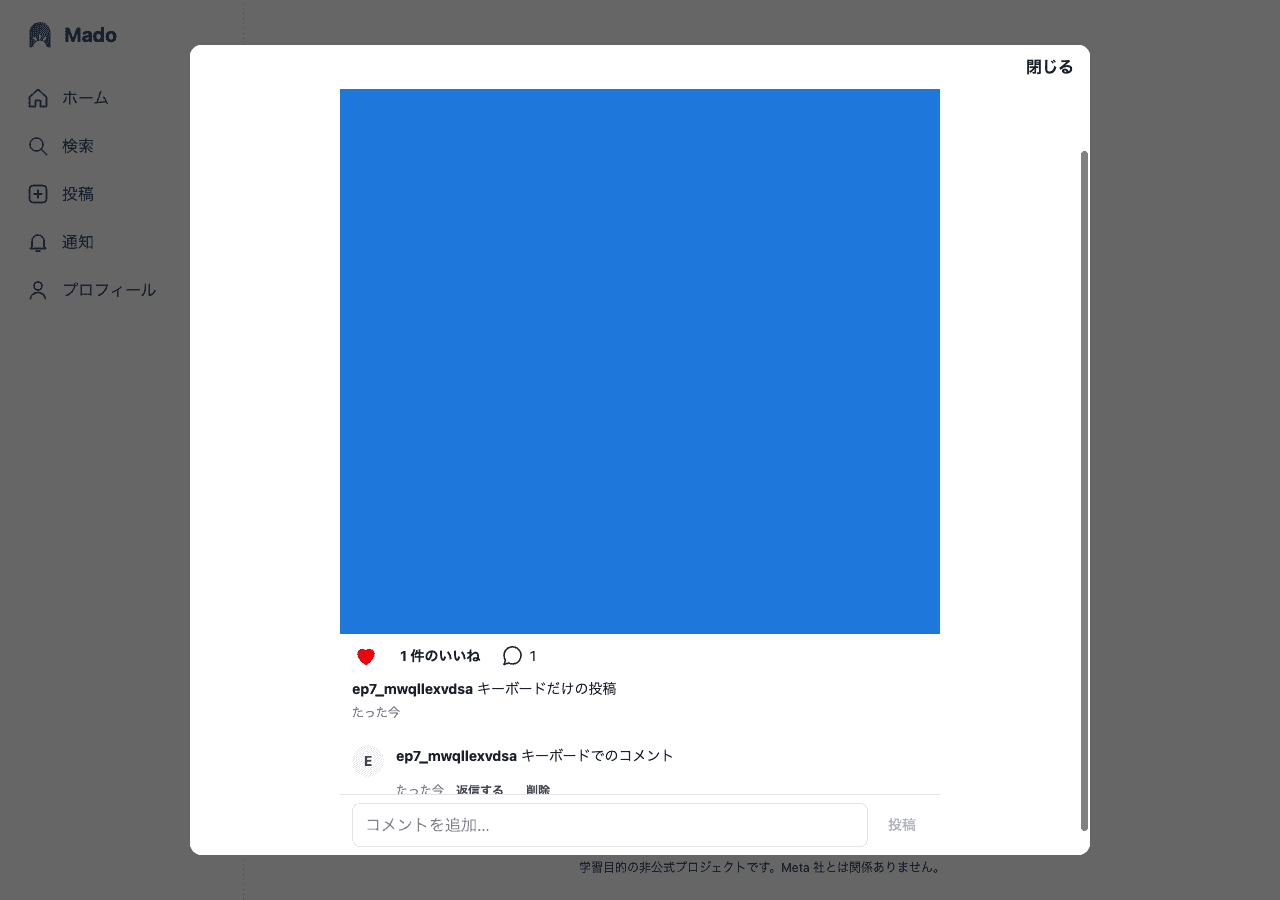 Mado
ホーム
検索
投稿
通知
プロフィール
閉じる
1 件のいいね 1
ep7_mwqllexvdsa キーボードだけの投稿
たった今
E
ep7_mwqllexvdsa キーボードでのコメント
たった今 返信する 削除
コメントを追加...
投稿
学習目的の非公式プロジェクトです。Meta 社とは関係ありません。